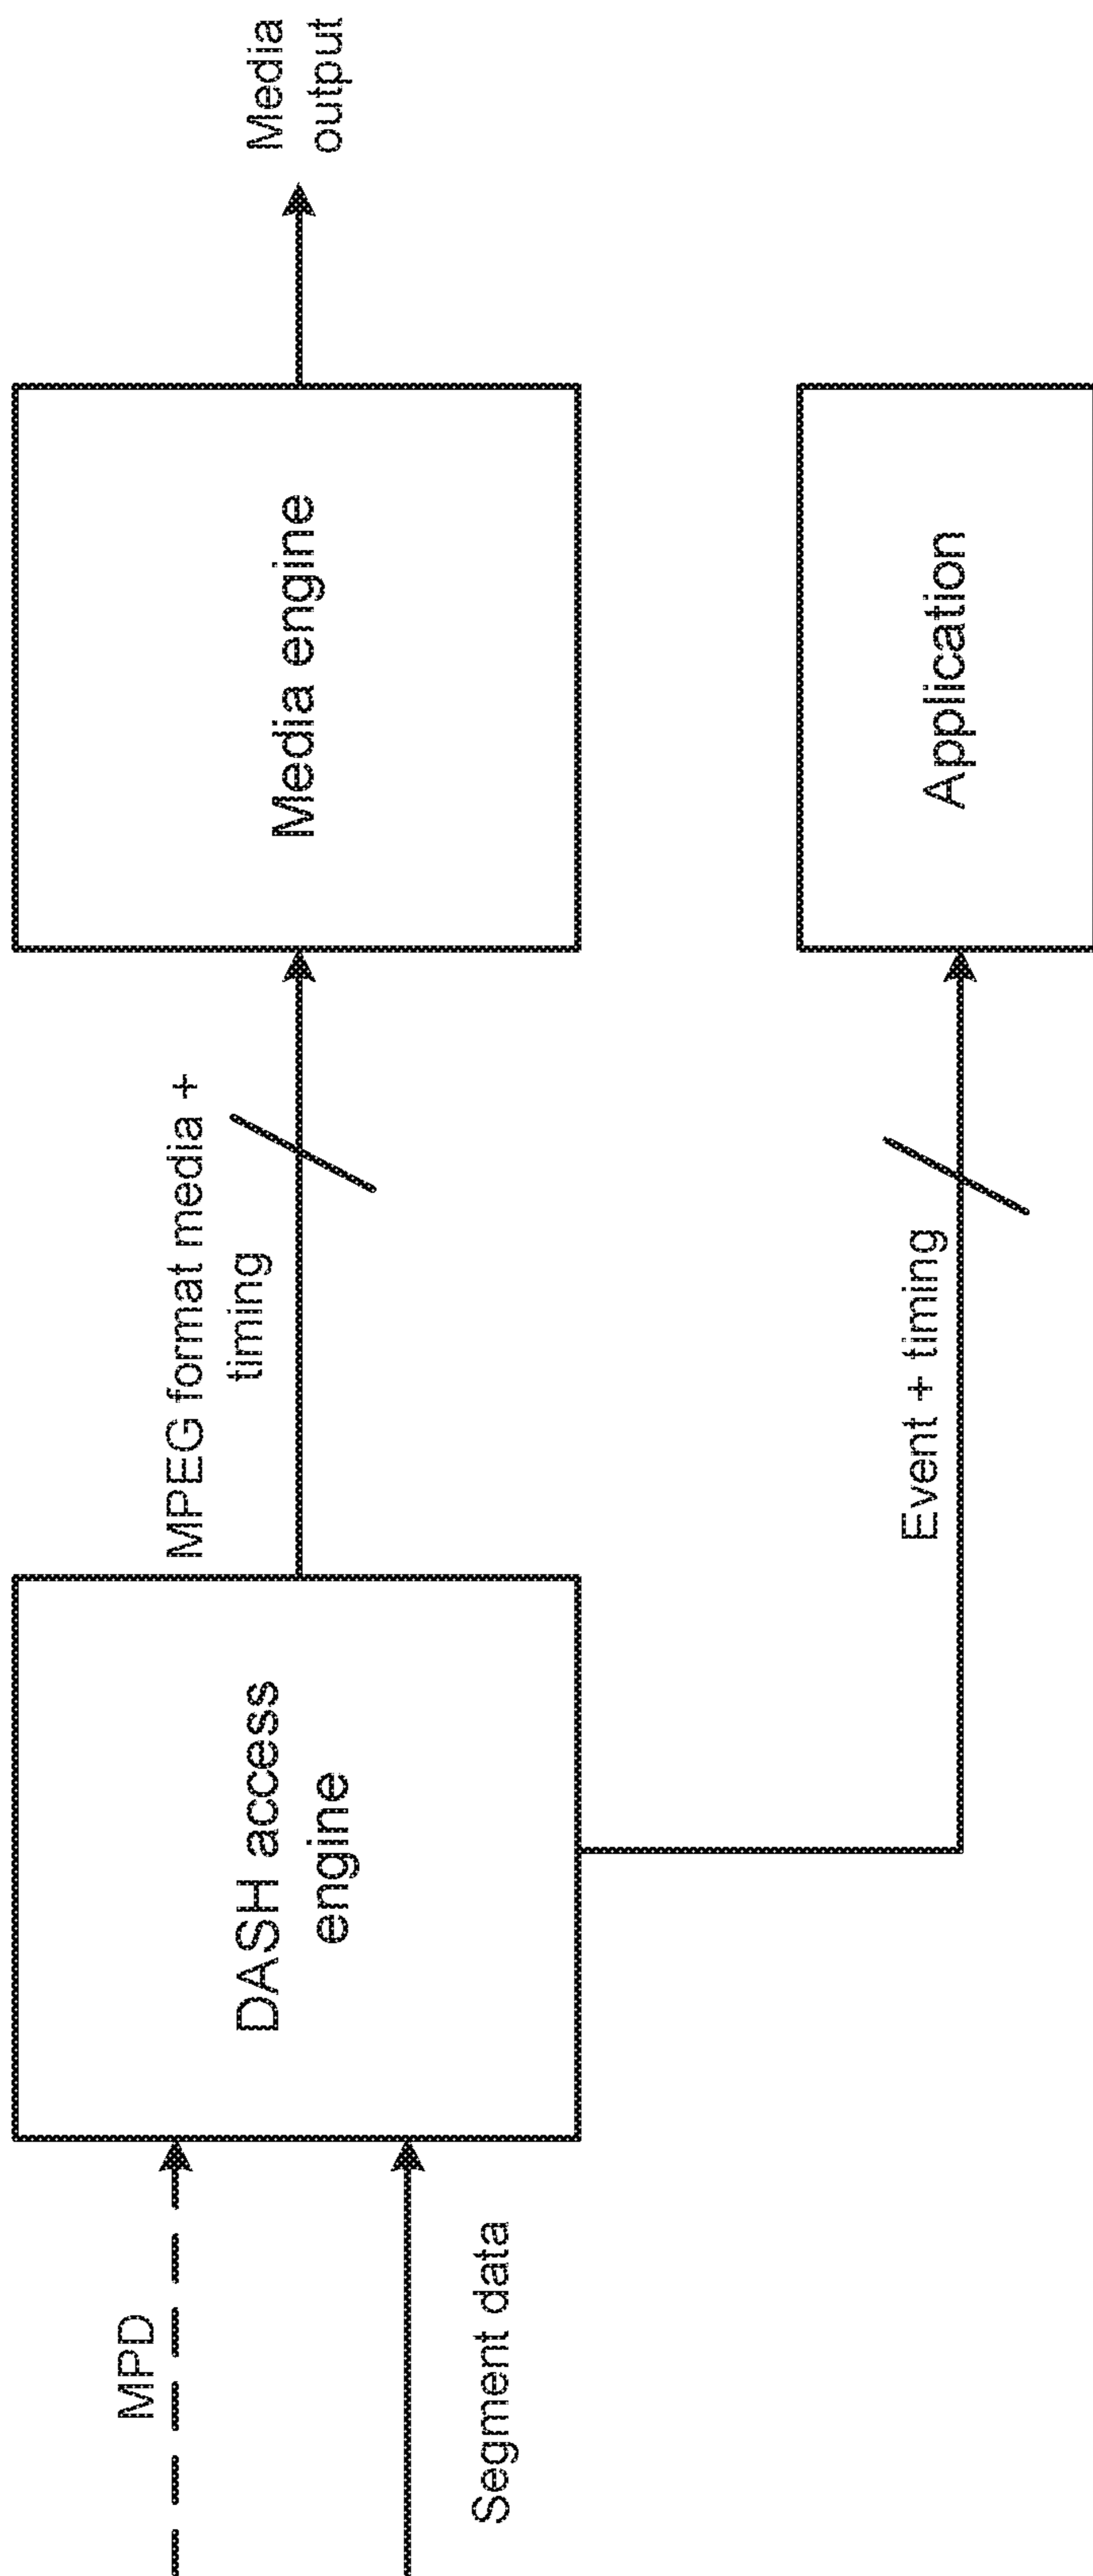 MPD
Segment data
DASH access
engine
MPEG format media +
timing
Event + timing
Media engine
Application
Media
output